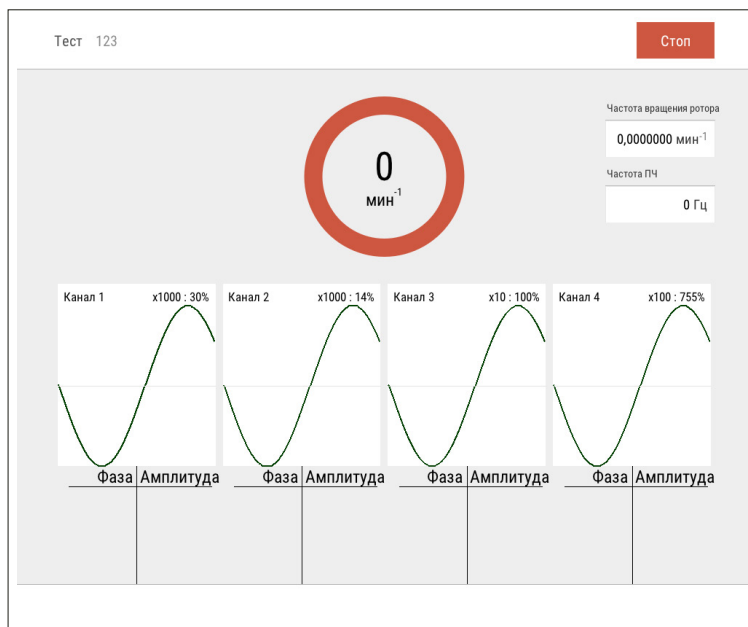 Тест 123
Стоп
Частота вращения ротора
0,0000000 мин⁻¹
Частота ПЧ
0 Гц
0
мин⁻¹
Канал 1 x1000 : 30%
Канал 2 x1000 : 14%
Канал 3 x10 : 100%
Канал 4 x100 : 755%
Фаза Амплитуда
Фаза Амплитуда
Фаза Амплитуда
Фаза Амплитуда